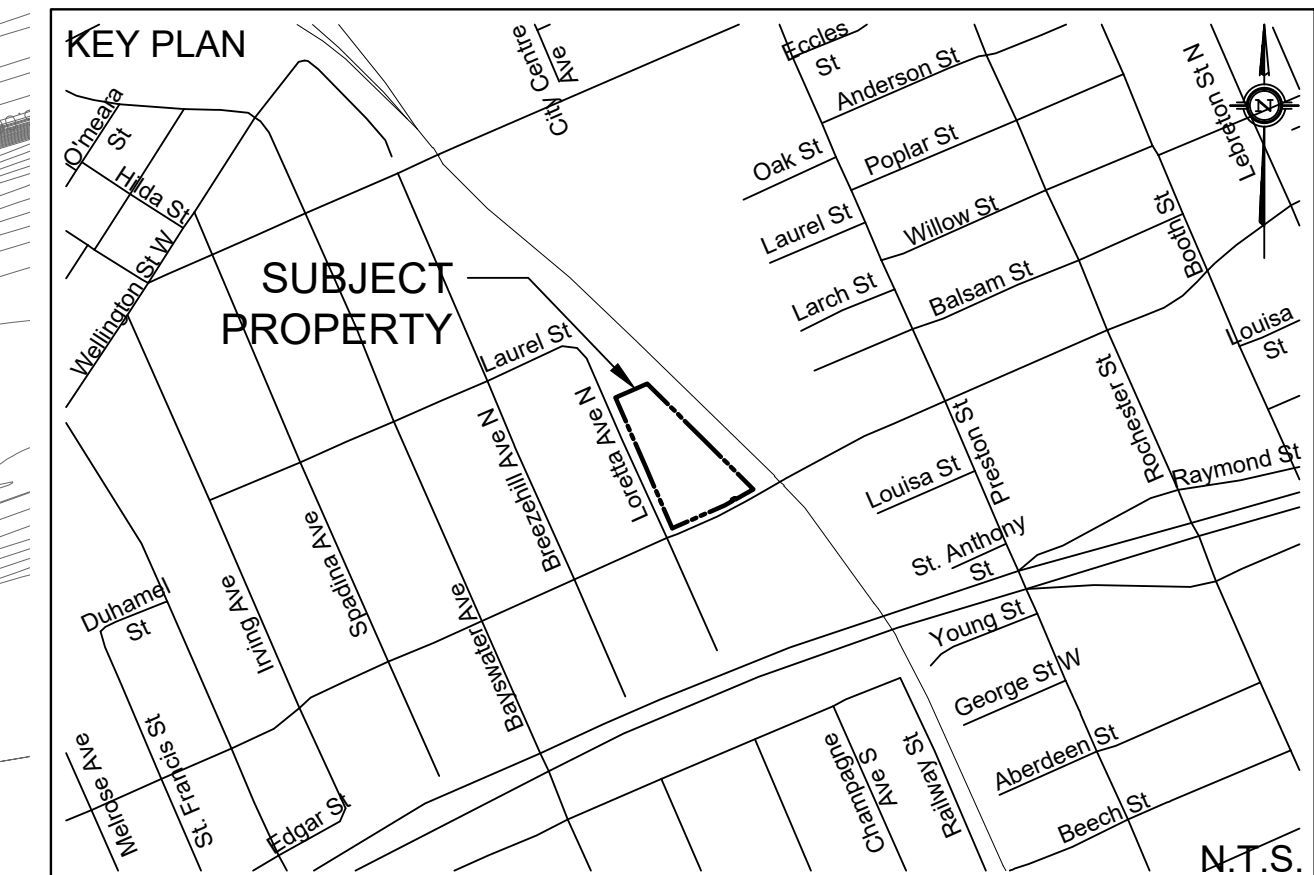 KEY PLAN
City Centre
Ave
Eccles
St
Anderson St
Lebreton St N
N
O'meara
St
Hilda St
Oak St
Poplar St
Wellington St W
Laurel St
Willow St
Booth St
SUBJECT
PROPERTY
Larch St
Balsam St
Louisa
St
Laurel St
Breezehill Ave N
Loretta Ave N
Preston St
Rochester St
Louisa St
Raymond St
St. Anthony
St
Duhamel
St
Irving Ave
Spadina Ave
Bayswater Ave
Young St
George St W
Melrose Ave
St. Francis St
Edgar St
Champagne
Ave S
Railway St
Aberdeen St
Beech St
N.T.S.